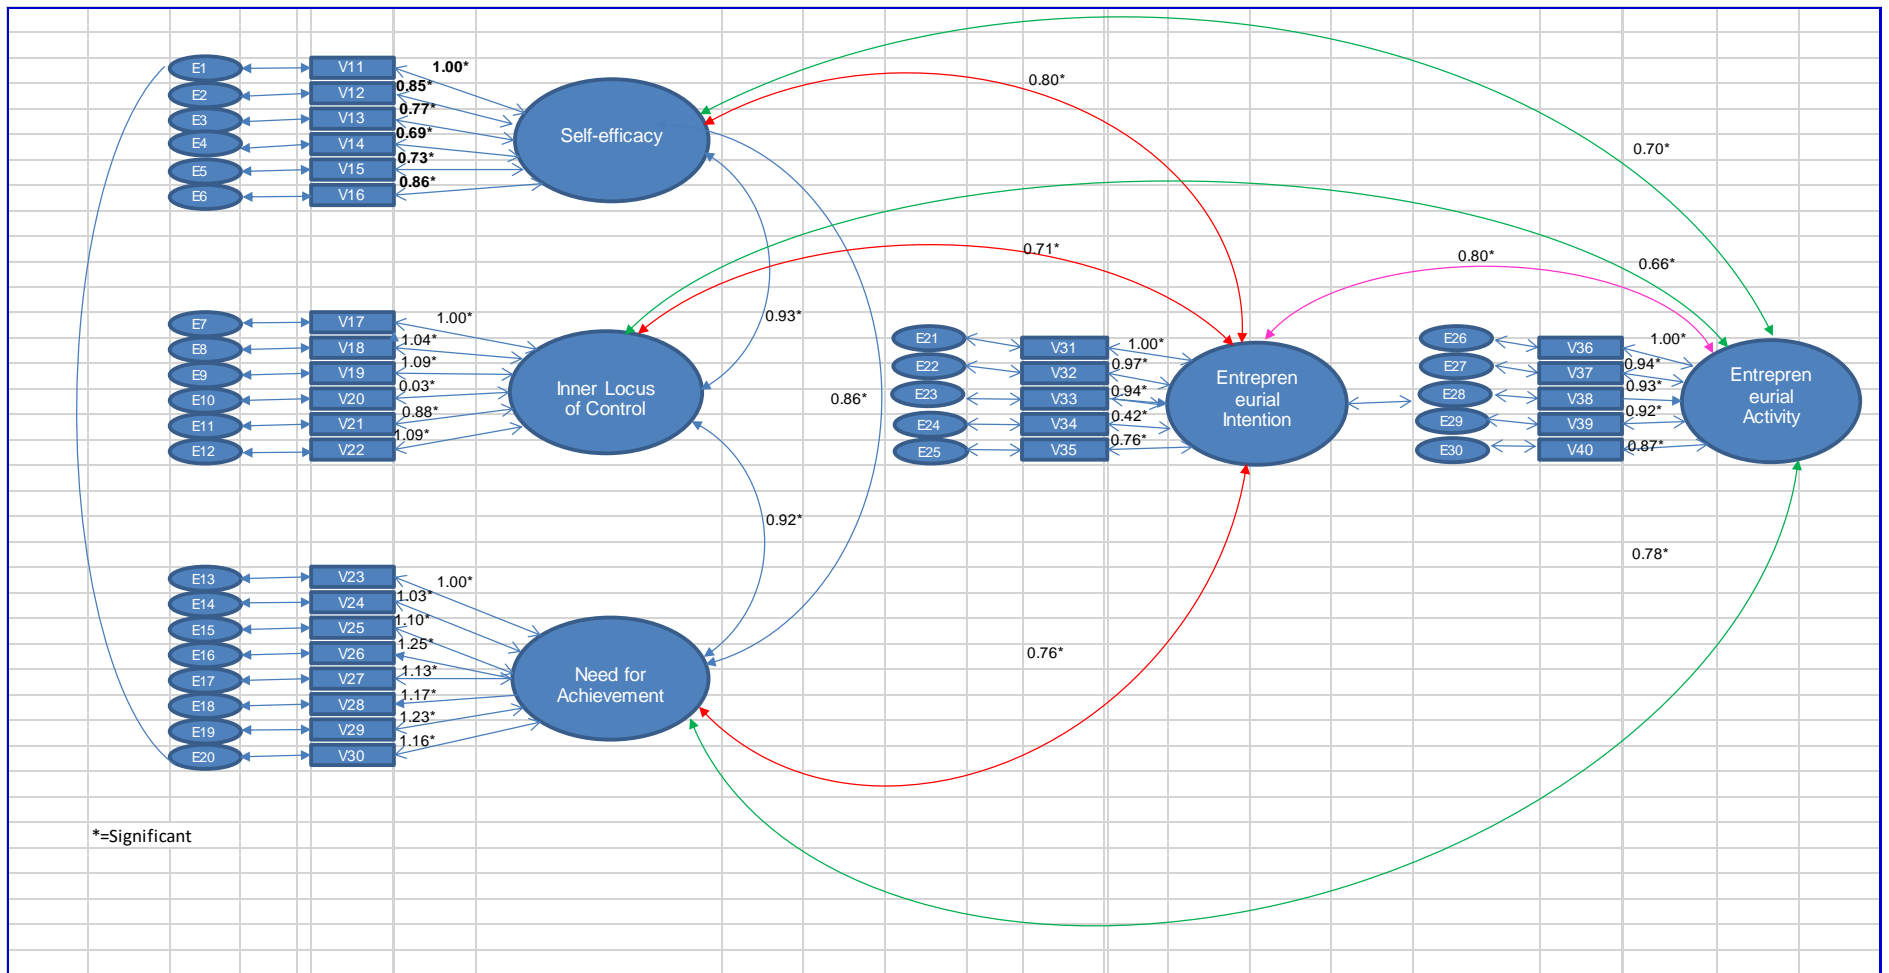 E1 V11 1.00*
E2 V12 0.85*
E3 V13 0.77*
E4 V14 0.69*
E5 V15 0.73*
E6 V16 0.86*
Self-efficacy
0.80*
0.70*
E7 V17 1.00*
E8 V18 1.04*
E9 V19 1.09*
E10 V20 0.03*
E11 V21 0.88*
E12 V22 1.09*
Inner Locus
of Control
0.71*
0.93*
0.80*
0.66*
0.86*
0.92*
E21 V31 1.00*
E22 V32 0.97*
E23 V33 0.94*
E24 V34 0.42*
E25 V35 0.76*
Entrepren
eurial
Intention
E26 V36 1.00*
E27 V37 0.94*
E28 V38 0.93*
E29 V39 0.92*
E30 V40 0.87*
Entrepren
eurial
Activity
E13 V23 1.00*
E14 V24 1.03*
E15 V25 1.10*
E16 V26 1.25*
E17 V27 1.13*
E18 V28 1.17*
E19 V29 1.23*
E20 V30 1.16*
Need for
Achievement
0.76*
0.78*
*=Significant